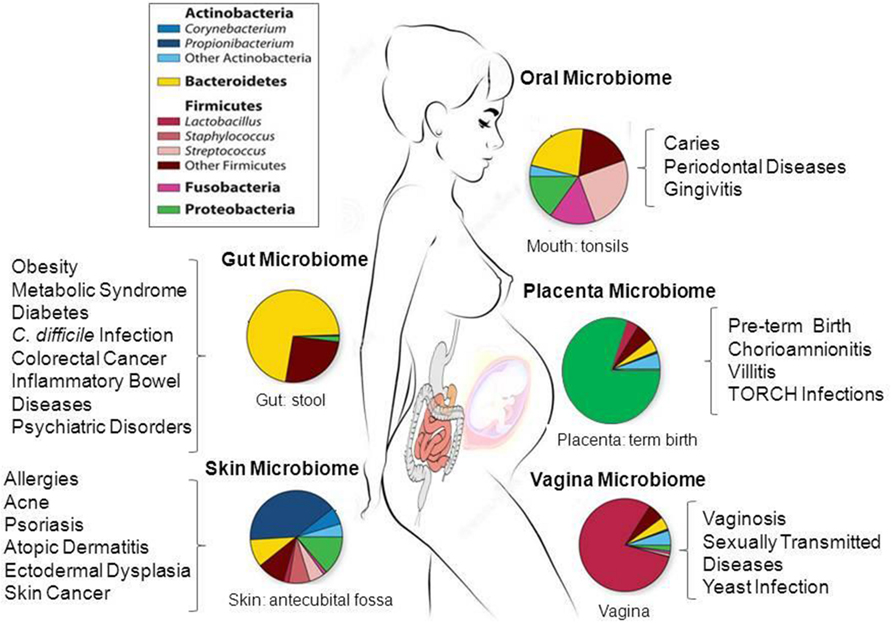 Actinobacteria
Corynebacterium
Propionibacterium
Other Actinobacteria
Bacteroidetes
Firmicutes
Lactobacillus
Staphylococcus
Streptococcus
Other Firmicutes
Fusobacteria
Proteobacteria
Oral Microbiome
Caries
Periodontal Diseases
Gingivitis
Mouth: tonsils
Gut Microbiome
Obesity
Metabolic Syndrome
Diabetes
C. difficile Infection
Colorectal Cancer
Inflammatory Bowel
Diseases
Psychiatric Disorders
Gut: stool
Placenta Microbiome
Pre-term Birth
Chorioamnionitis
Villitis
TORCH Infections
Placenta: term birth
Skin Microbiome
Allergies
Acne
Psoriasis
Atopic Dermatitis
Ectodermal Dysplasia
Skin Cancer
Skin: antecubital fossa
Vagina Microbiome
Vaginosis
Sexually Transmitted
Diseases
Yeast Infection
Vagina